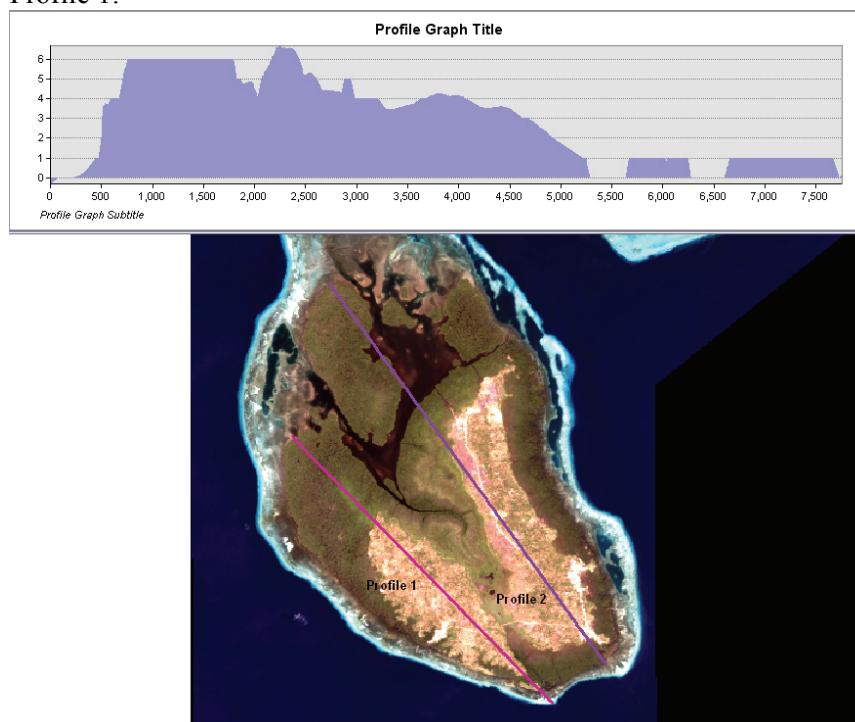 Profile 1:
Profile Graph Title
6
5
4
3
2
1
0
0 500 1,000 1,500 2,000 2,500 3,000 3,500 4,000 4,500 5,000 5,500 6,000 6,500 7,000 7,500
Profile Graph Subtitle
Profile 1
Profile 2